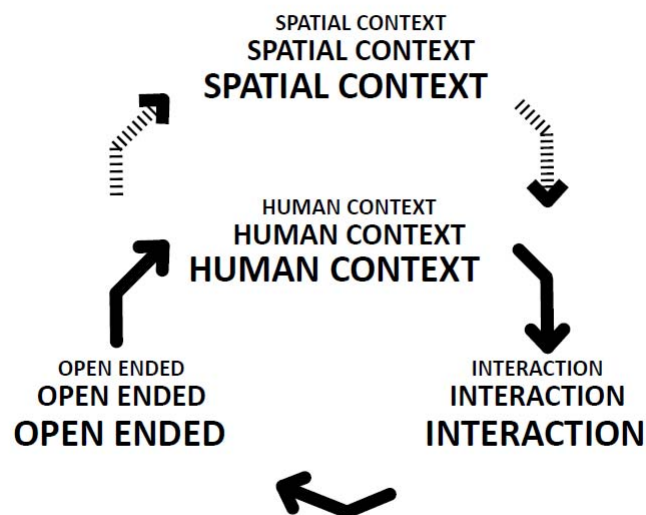 SPATIAL CONTEXT
SPATIAL CONTEXT
SPATIAL CONTEXT
HUMAN CONTEXT
HUMAN CONTEXT
HUMAN CONTEXT
OPEN ENDED
OPEN ENDED
OPEN ENDED
INTERACTION
INTERACTION
INTERACTION